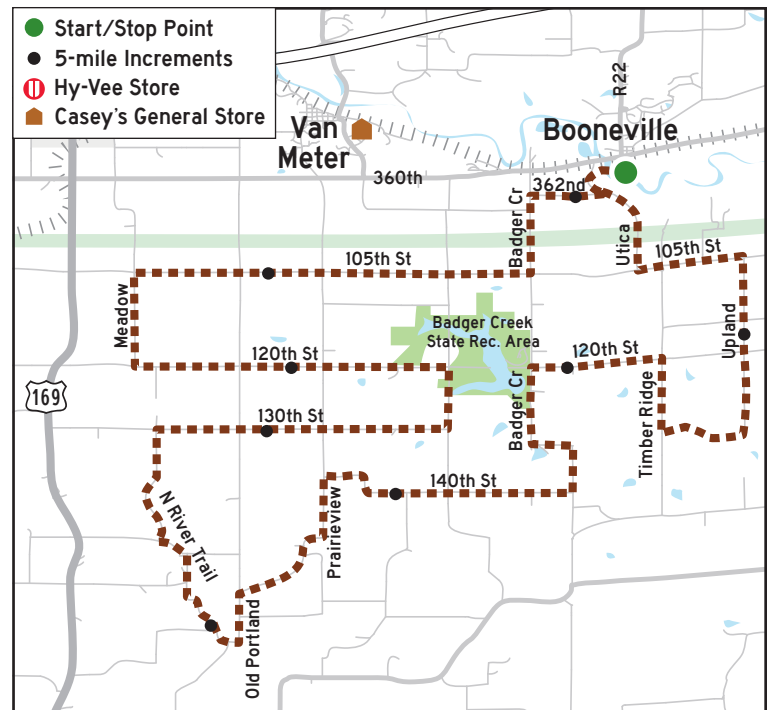 Start/Stop Point
5-mile Increments
Hy-Vee Store
Casey's General Store
R22
Van
Meter
Booneville
360th
362nd
Badger Cr
Utica
105th St
105th St
Meadow
Badger Creek
State Rec. Area
Upland
120th St
120th St
169
Badger Cr
Timber Ridge
130th St
140th St
N River Trail
Prairieview
Old Portland